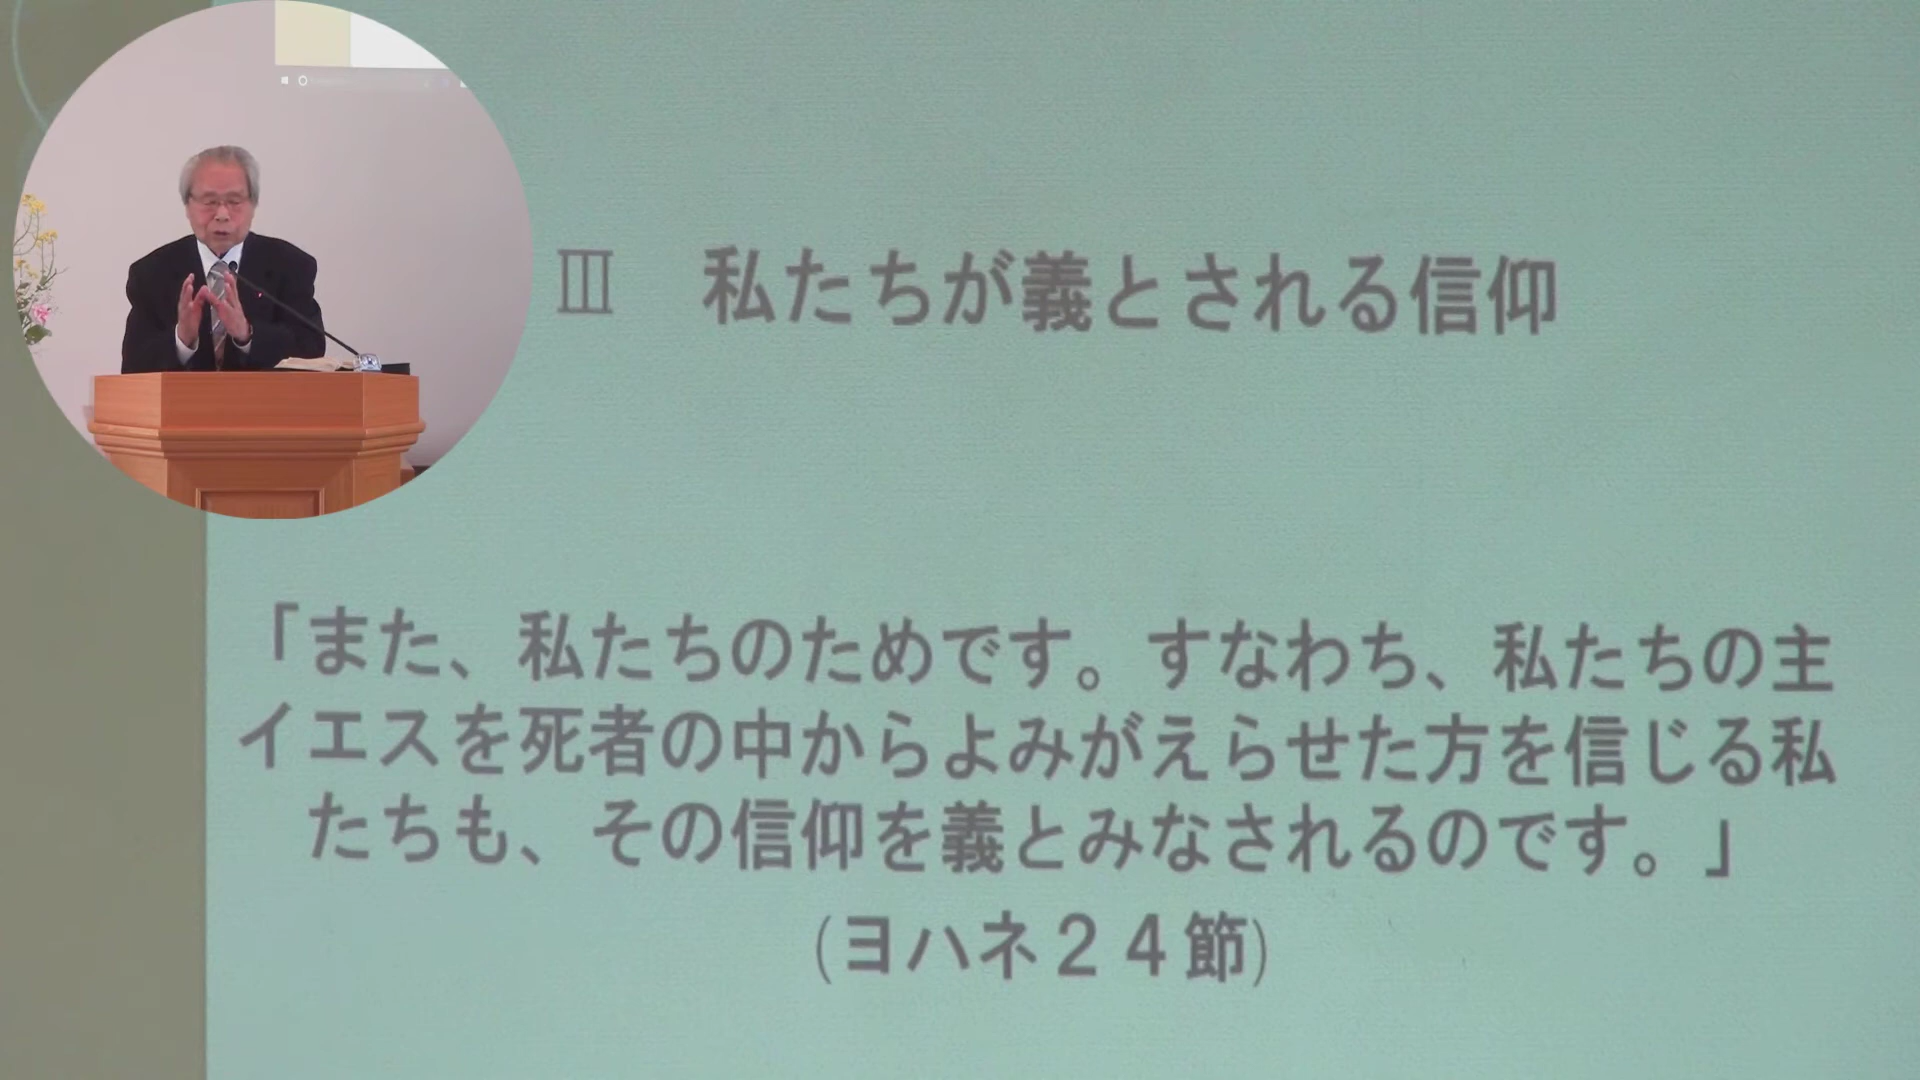 Ⅲ 私たちが義とされる信仰
「また、私たちのためです。すなわち、私たちの主
イエスを死者の中からよみがえらせた方を信じる私
たちも、その信仰を義とみなされるのです。」
(ヨハネ２４節)